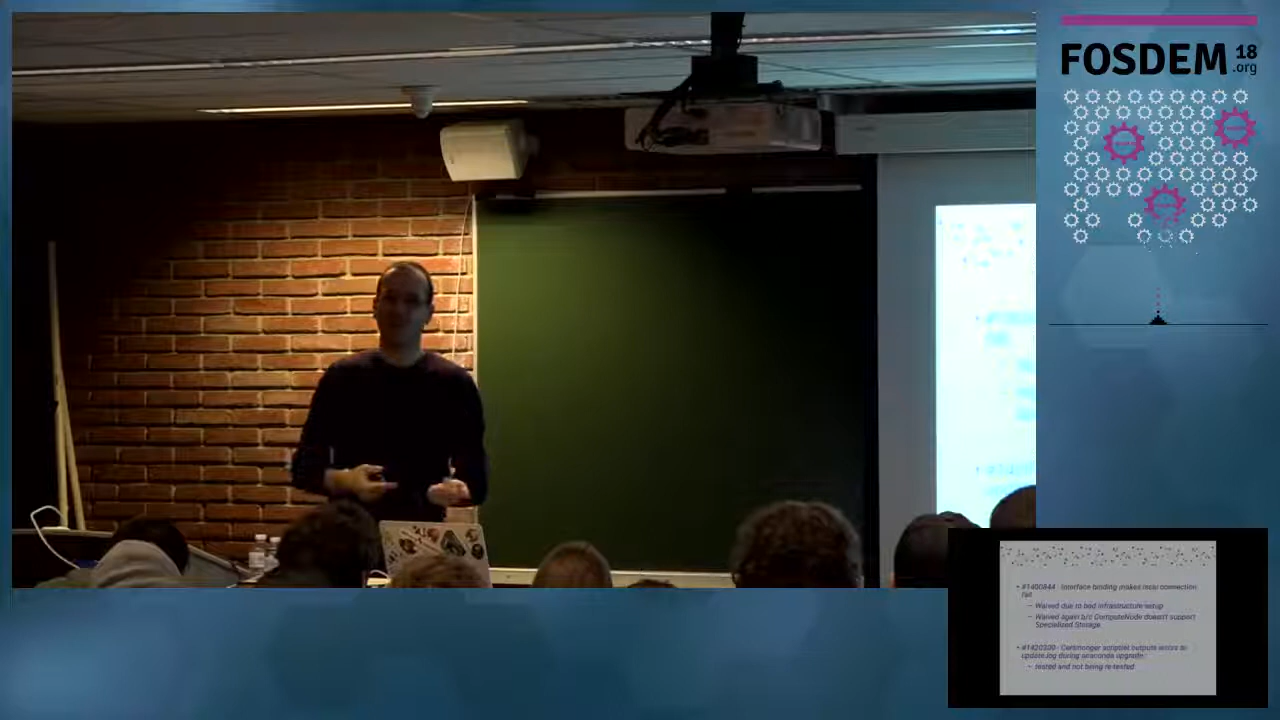 FOSDEM 18
.org
• #1400844 - Interface binding makes iscsi connection
fail
– Waived due to bad infrastructure setup
– Waived again b/c ComputeNode doesn't support
Specialized Storage.
• #1420300 - Certmonger scriptlet outputs errors to
update.log during anaconda upgrade
– tested and not being re-tested